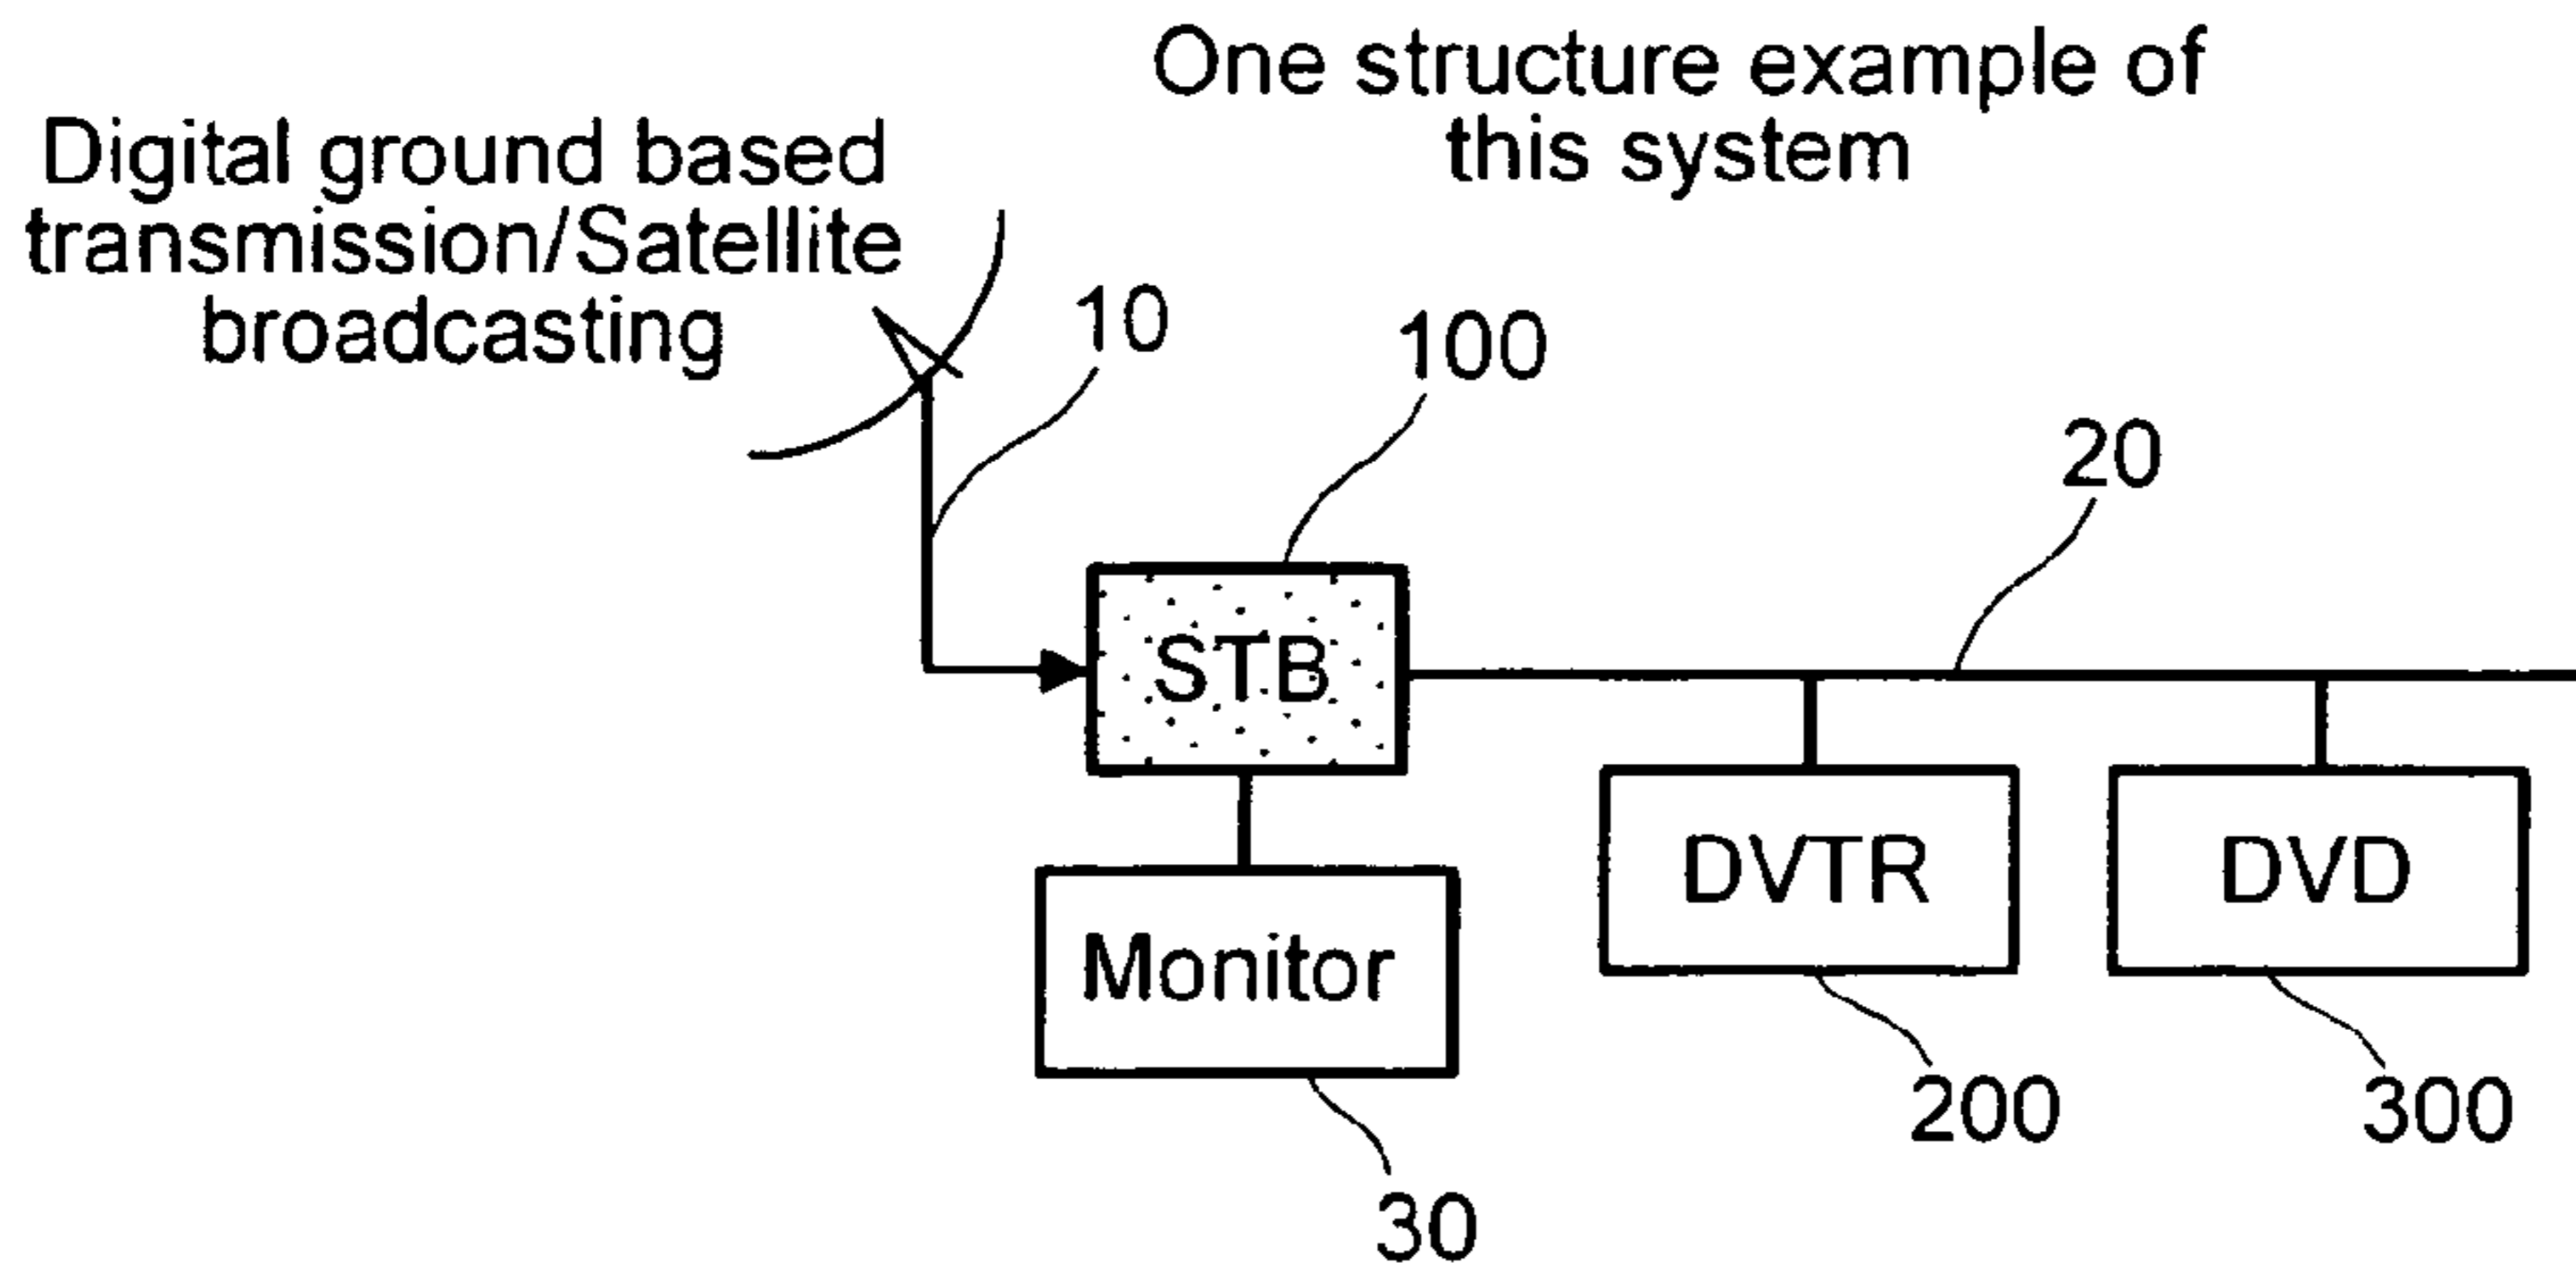 One structure example of
this system
Digital ground based
transmission/Satellite
broadcasting
10
100
20
STB
DVTR
DVD
Monitor
200
300
30